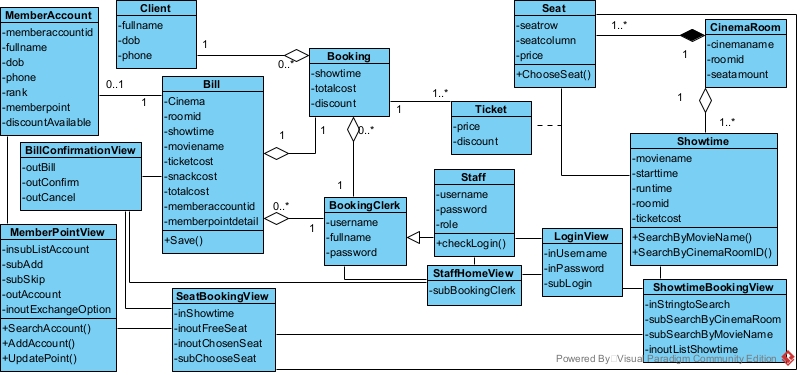 MemberAccount
-memberaccountid
-fullname
-dob
-phone
-rank
-memberpoint
-discountAvailable
Client
-fullname
-dob
-phone
1
0..*
Booking
-showtime
-totalcost
-discount
Seat
-seatrow
-seatcolumn
-price
+ChooseSeat()
1..*
1
CinemaRoom
-cinemaname
-roomid
-seatamount
0..1
1
Bill
-Cinema
-roomid
-showtime
-moviename
-ticketcost
-snackcost
-totalcost
-memberaccountid
-memberpointdetail
+Save()
1
1
1
1..*
Ticket
-price
-discount
1
1..*
Showtime
-moviename
-starttime
-runtime
-roomid
-ticketcost
+SearchByMovieName()
+SearchByCinemaRoomID()
0..*
1
BillConfirmationView
-outBill
-outConfirm
-outCancel
0..*
1
BookingClerk
-username
-fullname
-password
Staff
-username
-password
-role
+checkLogin()
MemberPointView
-insubListAccount
-subAdd
-subSkip
-outAccount
-inoutExchangeOption
+SearchAccount()
+AddAccount()
+UpdatePoint()
LoginView
-inUsername
-inPassword
-subLogin
StaffHomeView
-subBookingClerk
SeatBookingView
-inShowtime
-inoutFreeSeat
-inoutChosenSeat
-subChooseSeat
ShowtimeBookingView
-inStringtoSearch
-subSearchByCinemaRoom
-subSearchByMovieName
-inoutListShowtime
Powered By Visual Paradigm Community Edition